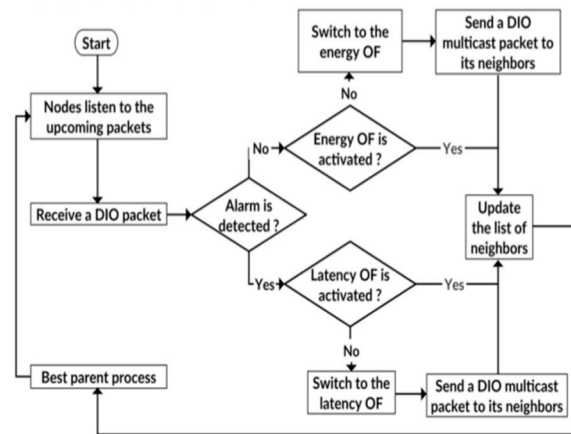 Start
Nodes listen to the
upcoming packets
Receive a DIO packet
Alarm is
detected ?
No
Energy OF is
activated ?
No
Switch to the
energy OF
Send a DIO
multicast packet to
its neighbors
Yes
Update
the list of
neighbors
Yes
Latency OF is
activated ?
Yes
No
Switch to the
latency OF
Send a DIO multicast
packet to its neighbors
Best parent process